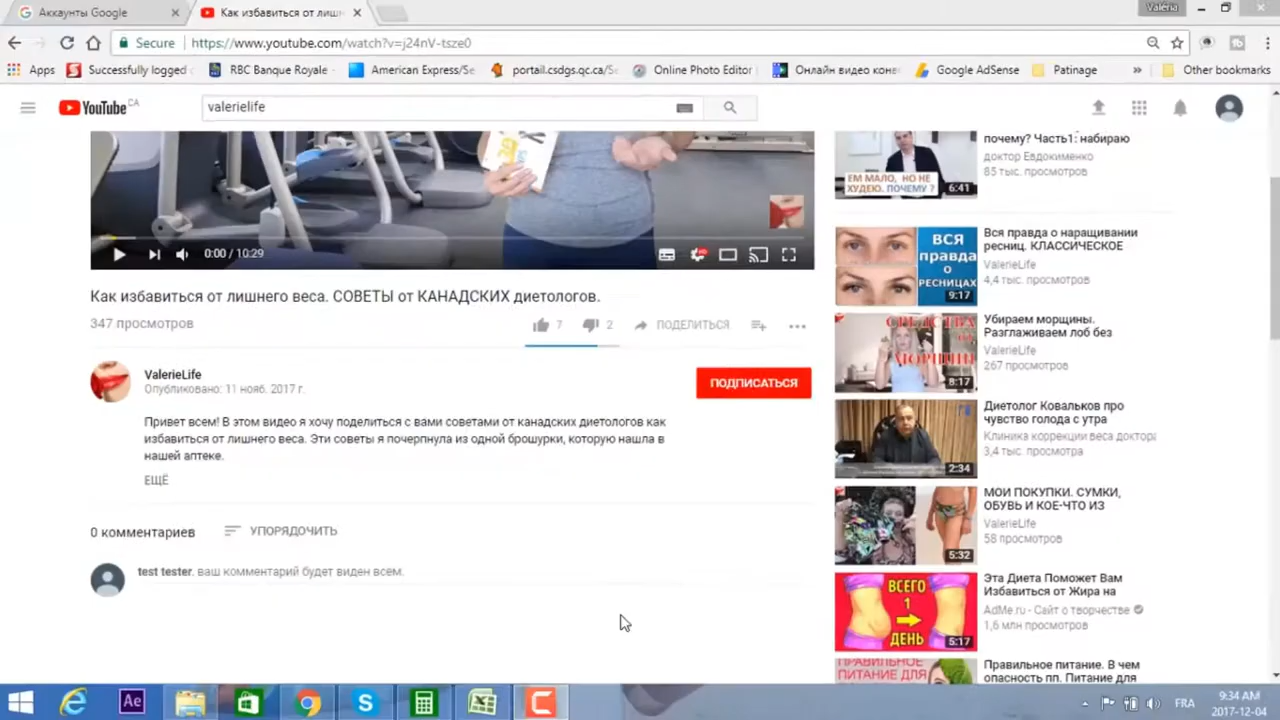 Аккаунты Google
Как избавиться от лишн
Valéria
Secure
https://www.youtube.com/watch?v=j24nV-tsze0
Apps
Successfully logged
RBC Banque Royale -
American Express/Se
portail.csdgs.qc.ca/Se
Online Photo Editor
Онлайн видео конв
Google AdSense
Patinage
»
Other bookmarks
YouTube CA
valerielife
0:00 / 10:29
Как избавиться от лишнего веса. СОВЕТЫ от КАНАДСКИХ диетологов.
347 просмотров
7
2
ПОДЕЛИТЬСЯ
ValerieLife
Опубликовано: 11 нояб. 2017 г.
ПОДПИСАТЬСЯ
Привет всем! В этом видео я хочу поделиться с вами советами от канадских диетологов как
избавиться от лишнего веса. Эти советы я почерпнула из одной брошурки, которую нашла в
нашей аптеке.
ЕЩЁ
0 комментариев
УПОРЯДОЧИТЬ
test tester. ваш комментарий будет виден всем.
ЕМ МАЛО, НО НЕ
ХУДЕЮ. ПОЧЕМУ ?
6:41
почему? Часть1: набираю
доктор Евдокименко
85 тыс. просмотров
ВСЯ
правда
о
РЕСНИЦАХ
9:17
Вся правда о наращивании
ресниц. КЛАССИЧЕСКОЕ
ValerieLife
4,4 тыс. просмотров
СРЕДСТВА
ОТ
МОРЩИНЫ
8:17
Убираем морщины.
Разглаживаем лоб без
ValerieLife
267 просмотров
2:34
Диетолог Ковальков про
чувство голода с утра
Клиника коррекции веса доктора
3,4 тыс. просмотра
5:32
МОИ ПОКУПКИ. СУМКИ,
ОБУВЬ И КОЕ-ЧТО ИЗ
ValerieLife
58 просмотров
ВСЕГО
1
ДЕНЬ
5:17
Эта Диета Поможет Вам
Избавиться от Жира на
AdMe.ru - Сайт о творчестве
1,6 млн просмотров
ПРАВИЛЬНОЕ
ПИТАНИЕ ДЛЯ
Правильное питание. В чем
опасность пп. Питание для
Ae
FRA
9:34 AM
2017-12-04